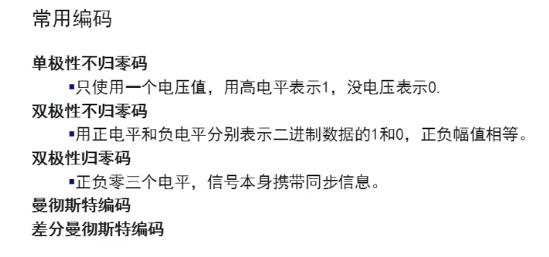 常用编码
单极性不归零码
▪只使用一个电压值，用高电平表示1，没电压表示0.
双极性不归零码
▪用正电平和负电平分别表示二进制数据的1和0，正负幅值相等。
双极性归零码
▪正负零三个电平，信号本身携带同步信息。
曼彻斯特编码
差分曼彻斯特编码